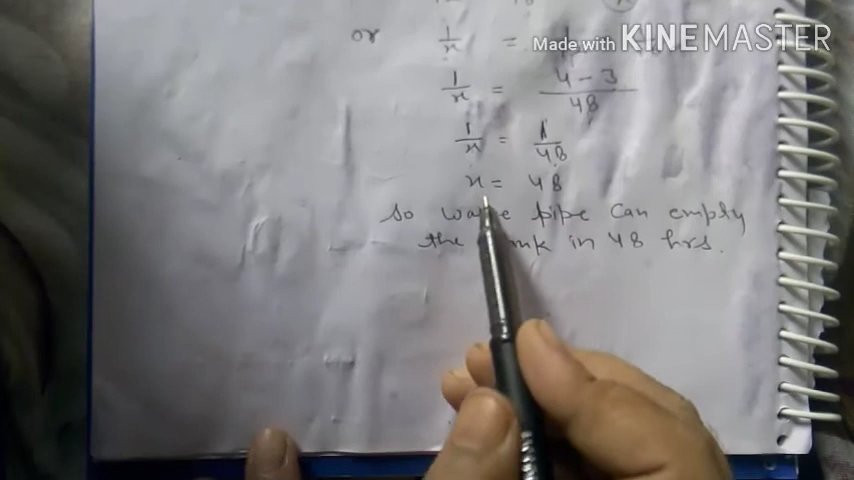 or 1/x =
Made with KINEMASTER
1/x = 4-3/48
1/x = 1/48
x = 48
so waste pipe can empty
the in 48 hrs.